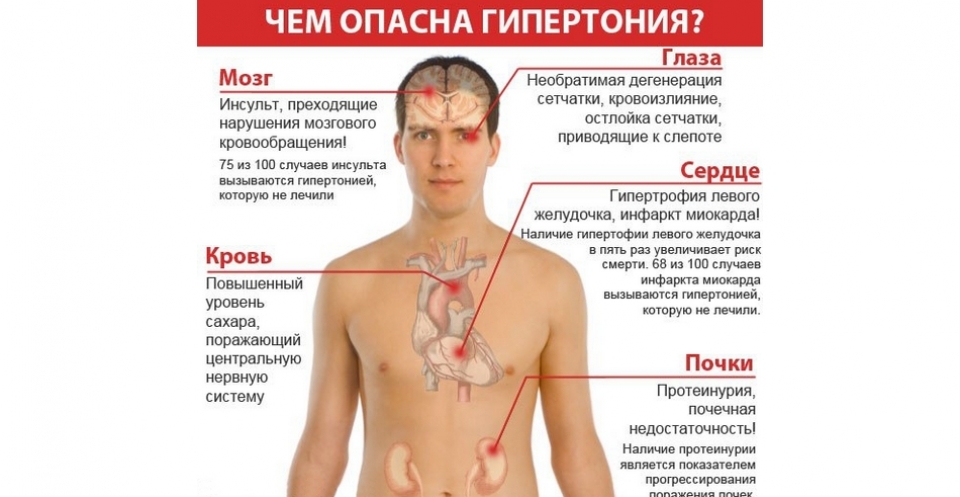 ЧЕМ ОПАСНА ГИПЕРТОНИЯ?
Мозг
Инсульт, преходящие
нарушения мозгового
кровообращения!
75 из 100 случаев инсульта
вызываются гипертонией,
которую не лечили
Глаза
Необратимая дегенерация
сетчатки, кровоизлияние,
остлойка сетчатки,
приводящие к слепоте
Сердце
Гипертрофия левого
желудочка, инфаркт миокарда!
Наличие гипертофии левого желудочка
в пять раз увеличивает риск
смерти. 68 из 100 случаев
инфаркта миокарда
вызываются гипертонией,
которую не лечили.
Кровь
Повышенный
уровень
сахара,
поражающий
центральную
нервную
систему
Почки
Протеинурия,
почечная
недостаточность!
Наличие протеинурии
является показателем
прогрессирования
поражения почек.